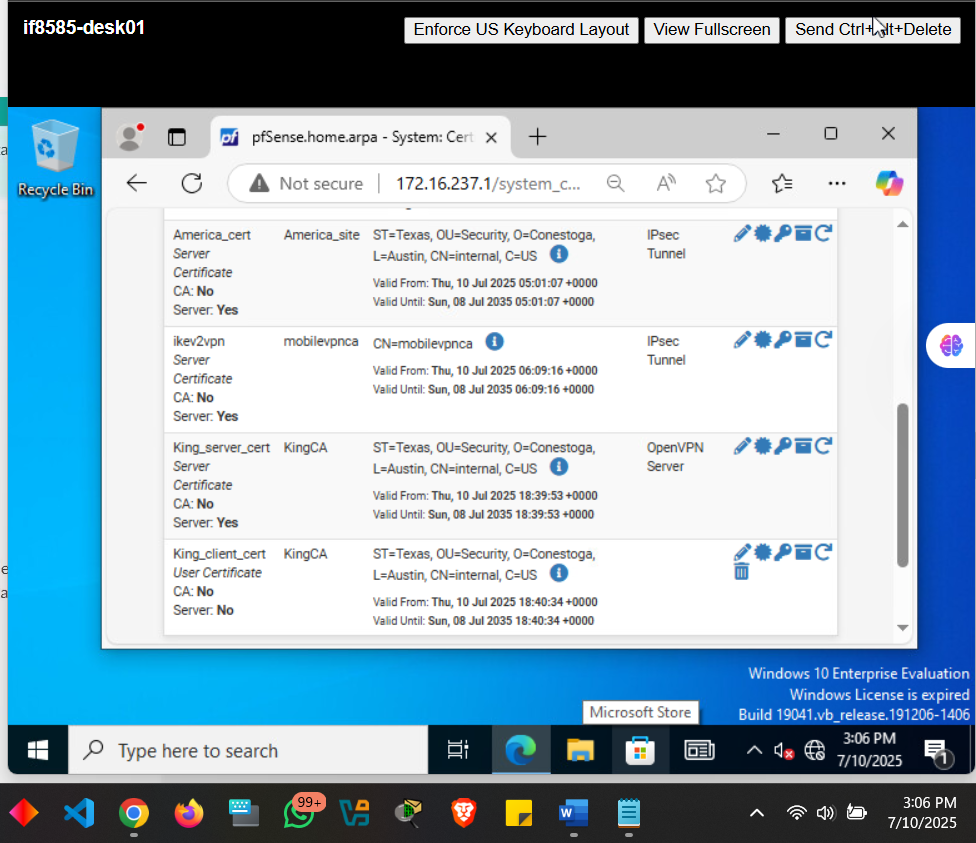 if8585-desk01
Enforce US Keyboard Layout
View Fullscreen
Send Ctrl+Alt+Delete
Recycle Bin
pfSense.home.arpa - System: Cert
Not secure
172.16.237.1/system_c...
America_cert
Server
Certificate
CA: No
Server: Yes
America_site
ST=Texas, OU=Security, O=Conestoga,
L=Austin, CN=internal, C=US
Valid From: Thu, 10 Jul 2025 05:01:07 +0000
Valid Until: Sun, 08 Jul 2035 05:01:07 +0000
IPsec
Tunnel
ikev2vpn
Server
Certificate
CA: No
Server: Yes
mobilevpnca
CN=mobilevpnca
Valid From: Thu, 10 Jul 2025 06:09:16 +0000
Valid Until: Sun, 08 Jul 2035 06:09:16 +0000
IPsec
Tunnel
King_server_cert
Server
Certificate
CA: No
Server: Yes
KingCA
ST=Texas, OU=Security, O=Conestoga,
L=Austin, CN=internal, C=US
Valid From: Thu, 10 Jul 2025 18:39:53 +0000
Valid Until: Sun, 08 Jul 2035 18:39:53 +0000
OpenVPN
Server
King_client_cert
User Certificate
CA: No
Server: No
KingCA
ST=Texas, OU=Security, O=Conestoga,
L=Austin, CN=internal, C=US
Valid From: Thu, 10 Jul 2025 18:40:34 +0000
Valid Until: Sun, 08 Jul 2035 18:40:34 +0000
Windows 10 Enterprise Evaluation
Windows License is expired
Build 19041.vb_release.191206-1406
Microsoft Store
Type here to search
3:06 PM
7/10/2025
1
99+
3:06 PM
7/10/2025